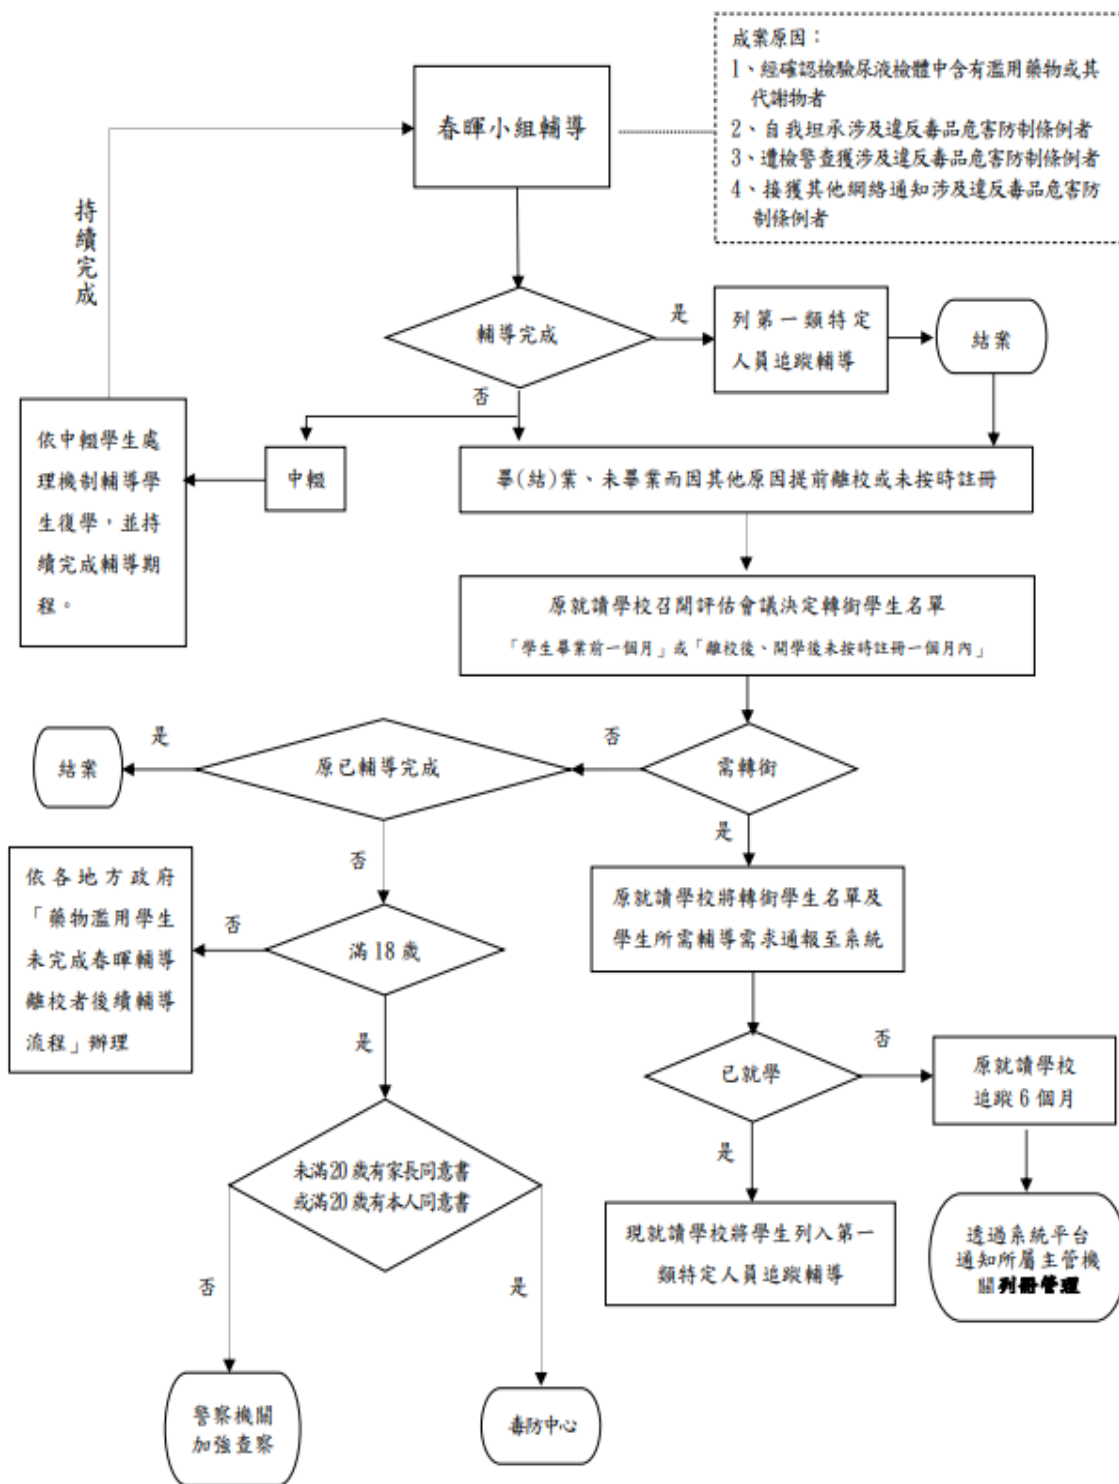 成案原因：
1、經確認檢驗尿液檢體中含有濫用藥物或其
代謝物者
2、自我坦承涉及違反毒品危害防制條例者
3、遭檢警查獲涉及違反毒品危害防制條例者
4、接獲其他網絡通知涉及違反毒品危害防
制條例者
春暉小組輔導
持續完成
輔導完成
是
列第一類特定
人員追蹤輔導
結案
否
依中輟學生處
理機制輔導學
生復學，並持
續完成輔導期
程。
中輟
畢(結)業、未畢業而因其他原因提前離校或未按時註冊
原就讀學校召開評估會議決定轉銜學生名單
「學生畢業前一個月」或「離校後、開學後未按時註冊一個月內」
需轉銜
否
原已輔導完成
是
結案
是
否
依各地方政府
「藥物濫用學生
未完成春暉輔導
離校者後續輔導
流程」辦理
否
滿18歲
原就讀學校將轉銜學生名單及
學生所需輔導需求通報至系統
是
已就學
否
原就讀學校
追蹤6個月
未滿20歲有家長同意書
或滿20歲有本人同意書
是
現就讀學校將學生列入第一
類特定人員追蹤輔導
透過系統平台
通知所屬主管機
關列冊管理
否
是
警察機關
加強查察
毒防中心